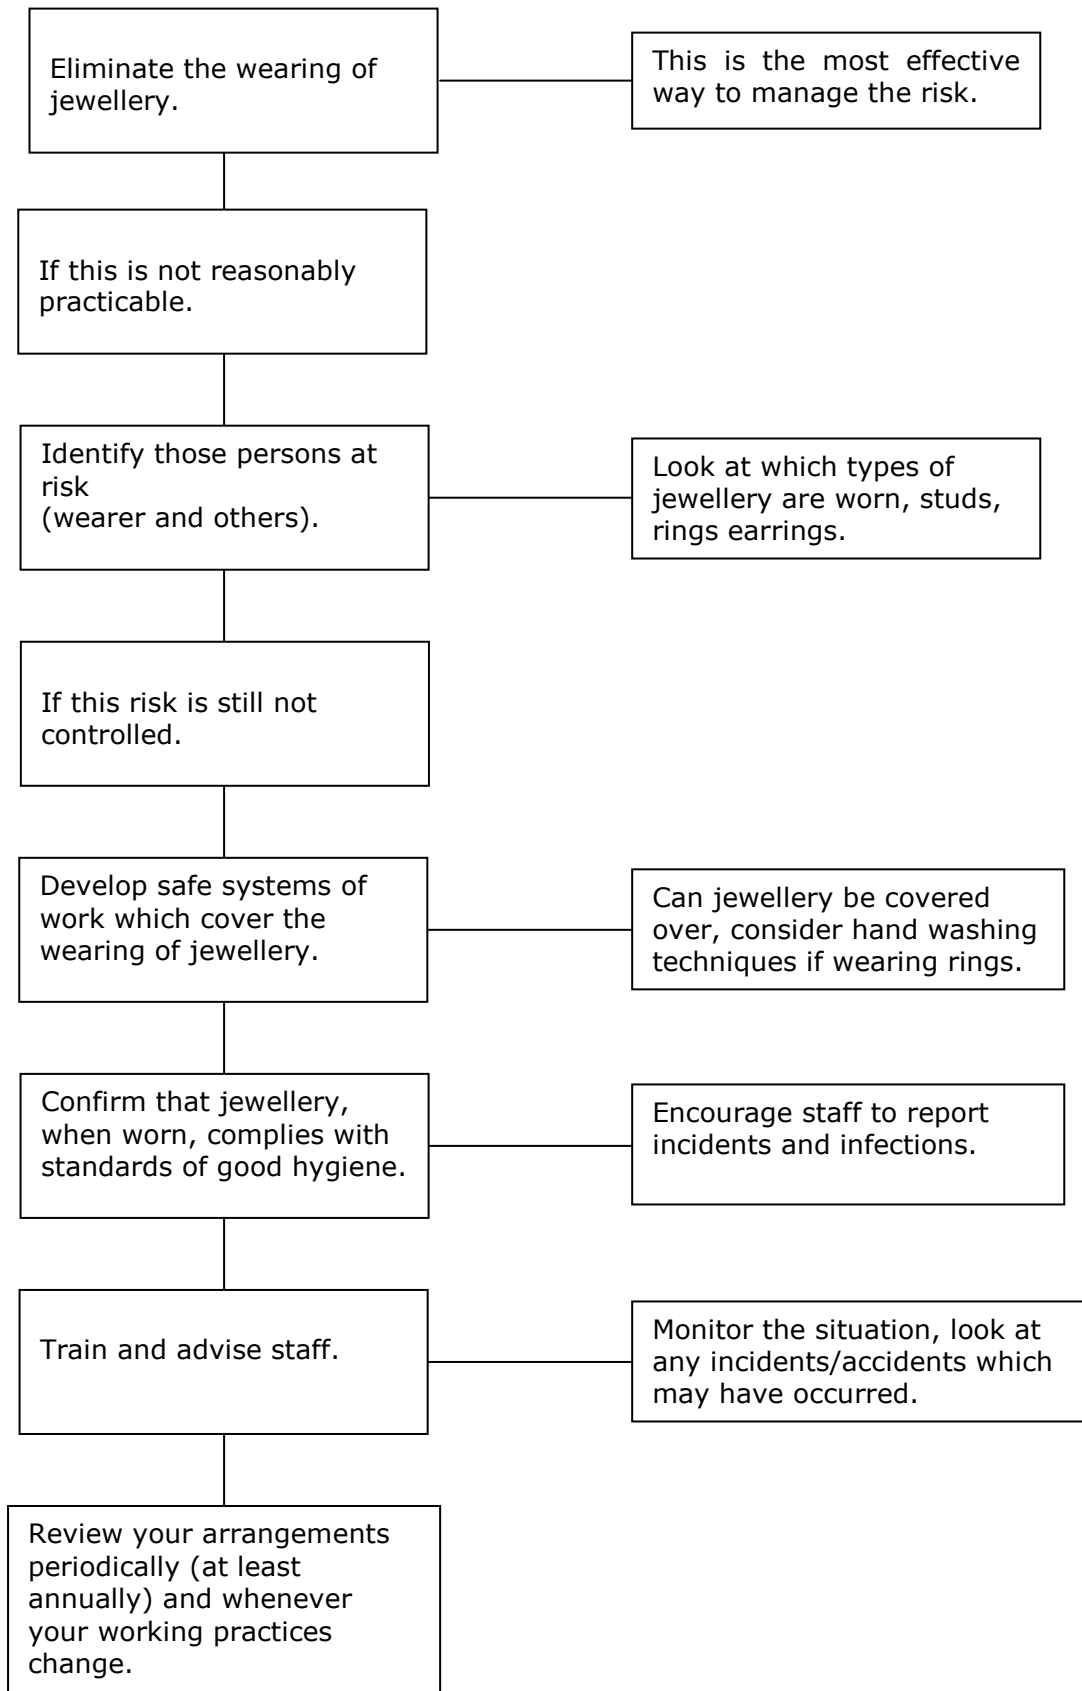 Eliminate the wearing of
jewellery.
This is the most effective
way to manage the risk.
If this is not reasonably
practicable.
Identify those persons at
risk
(wearer and others).
Look at which types of
jewellery are worn, studs,
rings earrings.
If this risk is still not
controlled.
Develop safe systems of
work which cover the
wearing of jewellery.
Can jewellery be covered
over, consider hand washing
techniques if wearing rings.
Confirm that jewellery,
when worn, complies with
standards of good hygiene.
Encourage staff to report
incidents and infections.
Train and advise staff.
Monitor the situation, look at
any incidents/accidents which
may have occurred.
Review your arrangements
periodically (at least
annually) and whenever
your working practices
change.